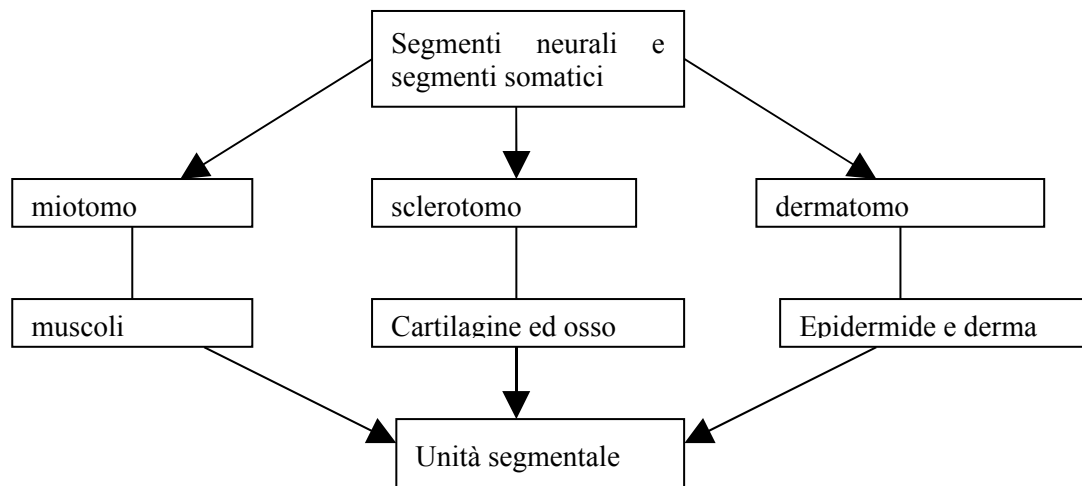 Segmenti neurali e
segmenti somatici
miotomo
sclerotomo
dermatomo
muscoli
Cartilagine ed osso
Epidermide e derma
Unità segmentale